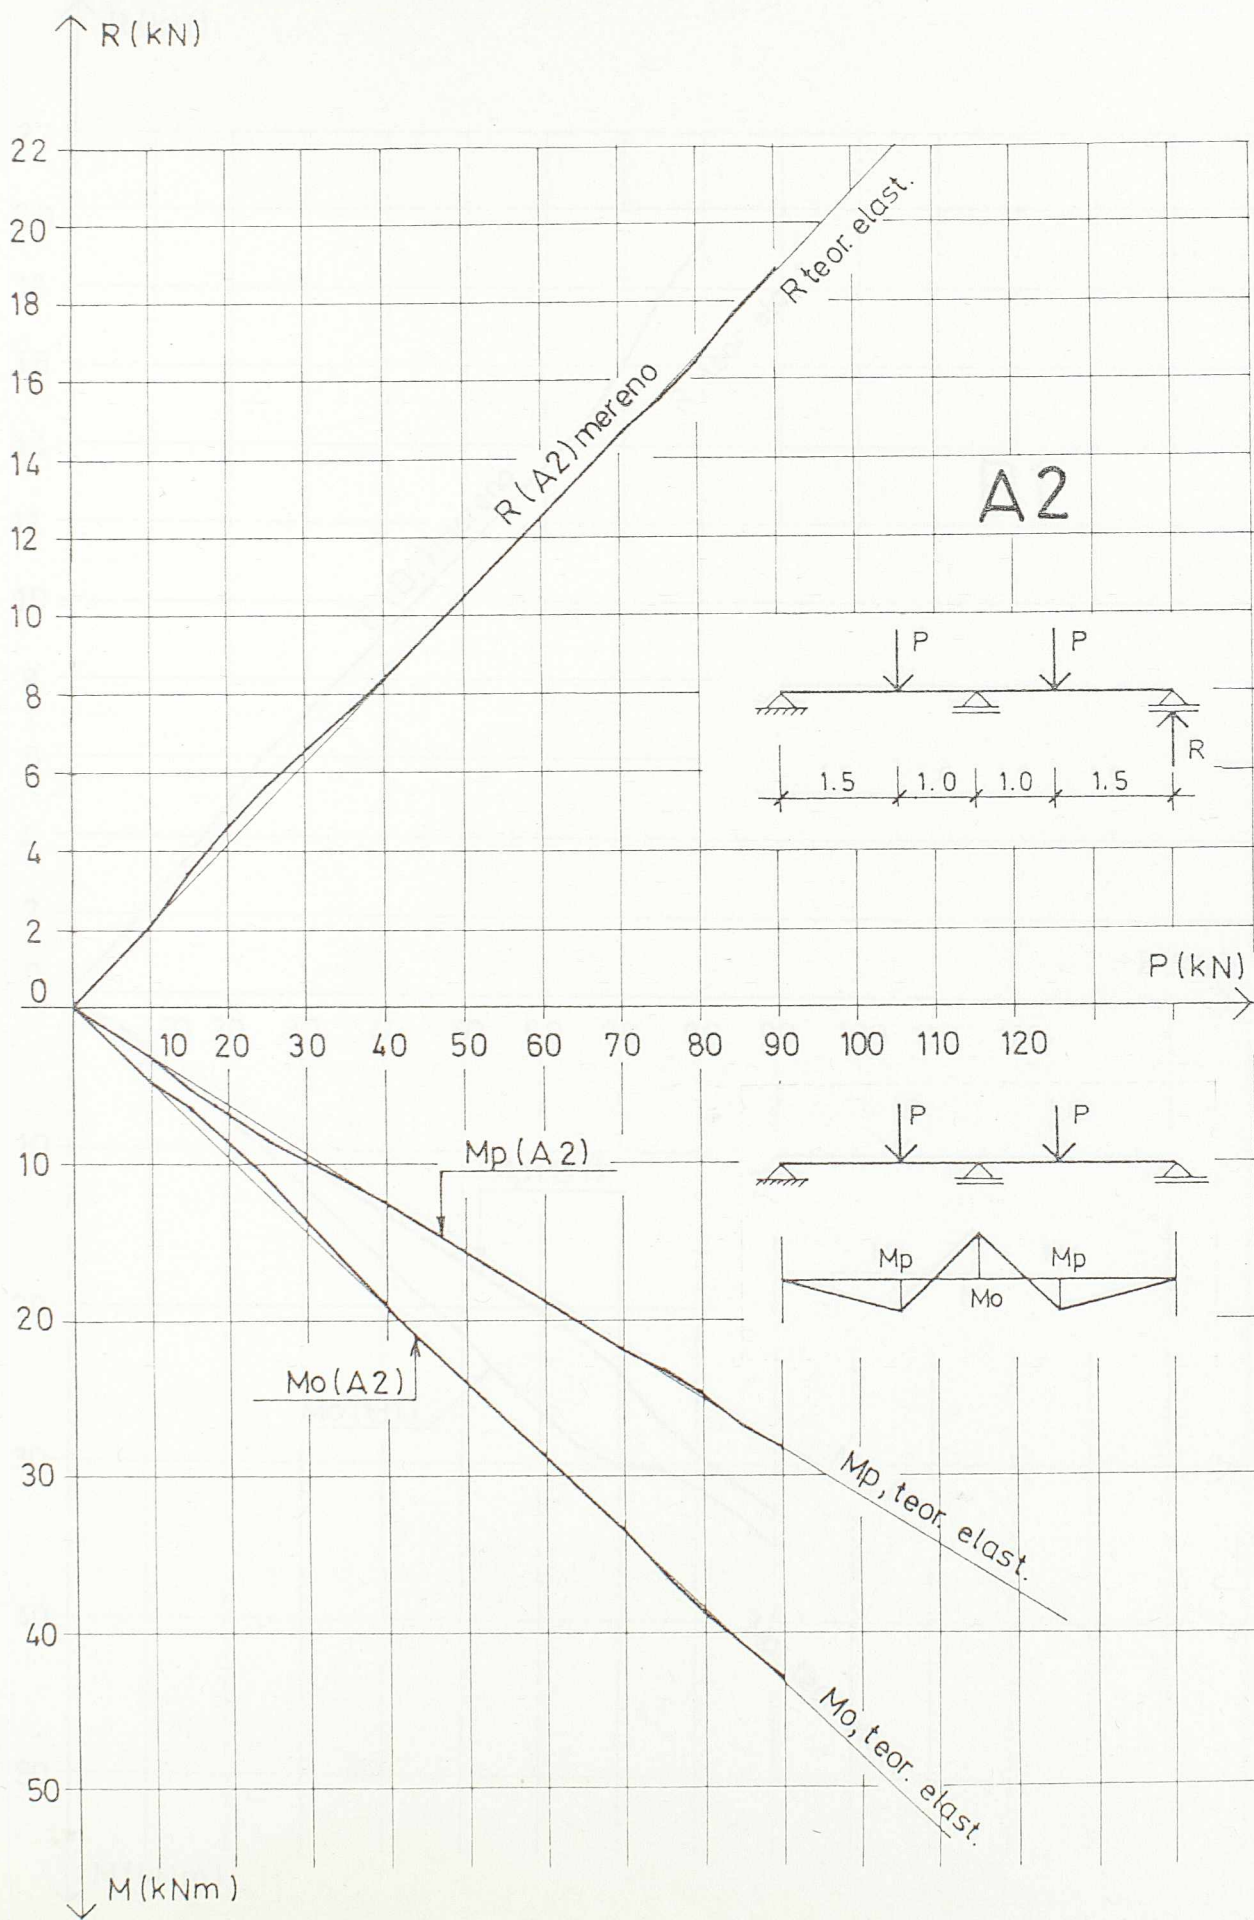 R (kN)
22
20
18
16
14
12
10
8
6
4
2
0
R teor. elast.
R (A2) mereno
A2
P P
R
1.5 1.0 1.0 1.5
P (kN)
10 20 30 40 50 60 70 80 90 100 110 120
P P
10
20
30
40
50
Mp (A2)
Mp Mp
Mo
Mo (A2)
Mp, teor. elast.
Mo, teor. elast.
M (kNm)